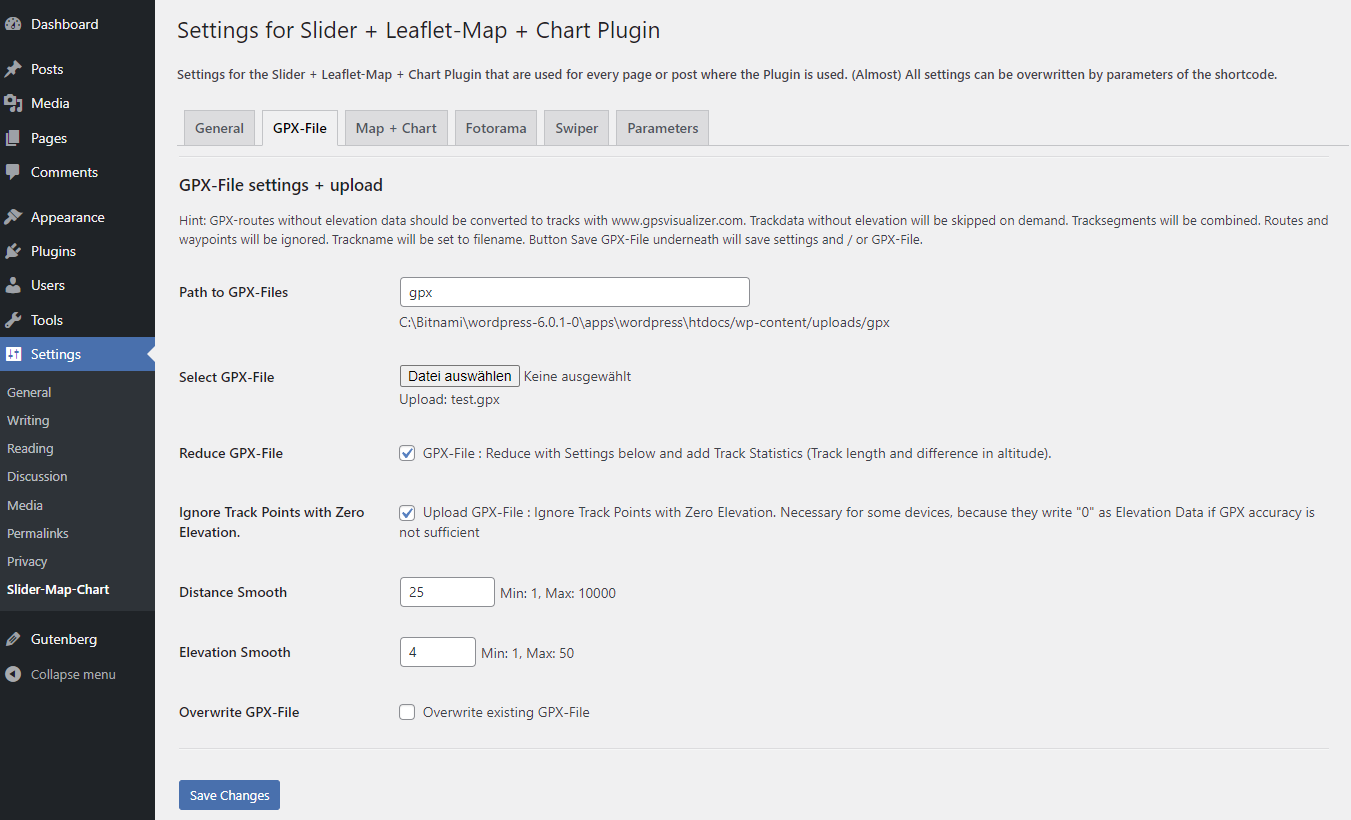 Dashboard
Posts
Media
Pages
Comments
Appearance
Plugins
Users
Tools
Settings
General
Writing
Reading
Discussion
Media
Permalinks
Privacy
Slider-Map-Chart
Gutenberg
Collapse menu
Settings for Slider + Leaflet-Map + Chart Plugin
Settings for the Slider + Leaflet-Map + Chart Plugin that are used for every page or post where the Plugin is used. (Almost) All settings can be overwritten by parameters of the shortcode.
General GPX-File Map + Chart Fotorama Swiper Parameters
GPX-File settings + upload
Hint: GPX-routes without elevation data should be converted to tracks with www.gpsvisualizer.com. Trackdata without elevation will be skipped on demand. Tracksegments will be combined. Routes and
waypoints will be ignored. Trackname will be set to filename. Button Save GPX-File underneath will save settings and / or GPX-File.
Path to GPX-Files gpx
C:\Bitnami\wordpress-6.0.1-0\apps\wordpress\htdocs/wp-content/uploads/gpx
Select GPX-File Datei auswählen Keine ausgewählt
Upload: test.gpx
Reduce GPX-File GPX-File : Reduce with Settings below and add Track Statistics (Track length and difference in altitude).
Ignore Track Points with Zero Upload GPX-File : Ignore Track Points with Zero Elevation. Necessary for some devices, because they write "0" as Elevation Data if GPX accuracy is
Elevation. not sufficient
Distance Smooth 25 Min: 1, Max: 10000
Elevation Smooth 4 Min: 1, Max: 50
Overwrite GPX-File Overwrite existing GPX-File
Save Changes